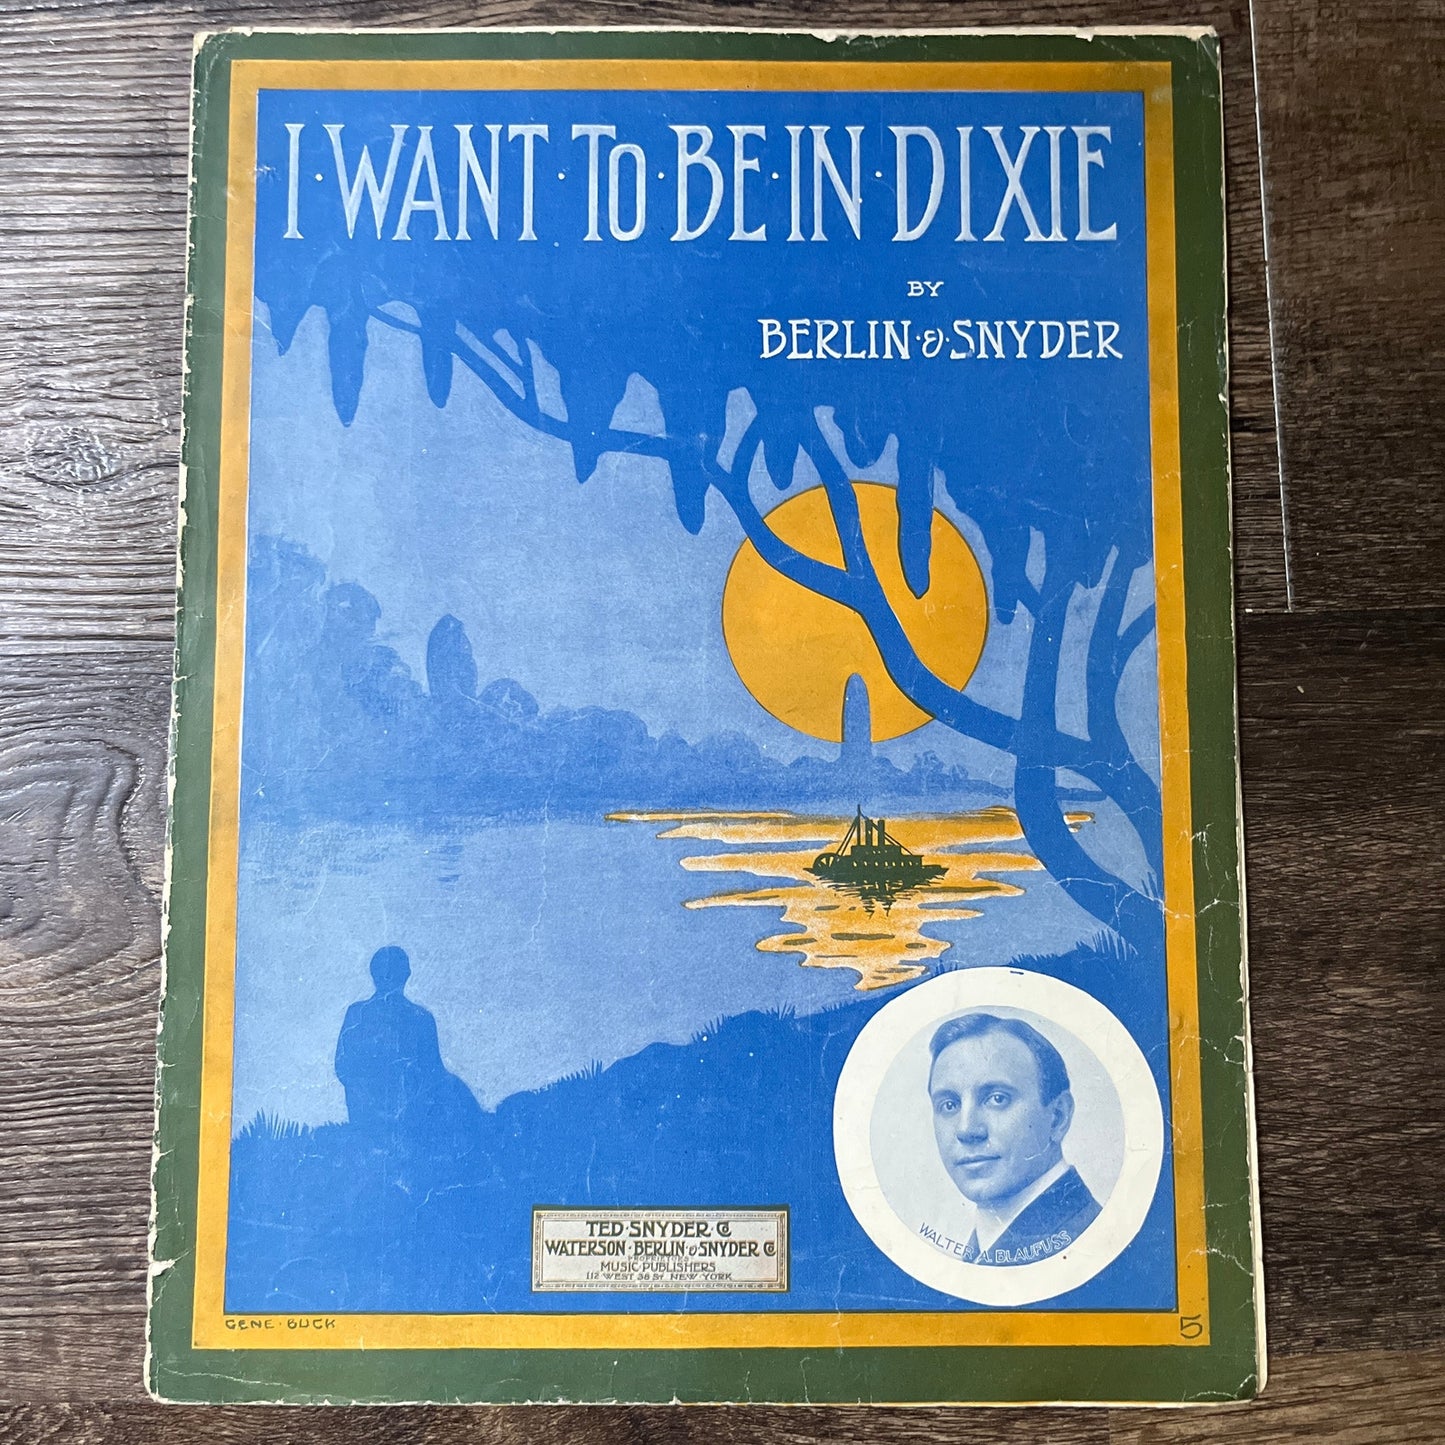 I·WANT·TO·BE·IN·DIXIE
BY
BERLIN·&·SNYDER
WALTER A. BLAUFUSS
TED·SNYDER Co
WATERSON·BERLIN·&·SNYDER Co
PROPRIETORS
MUSIC·PUBLISHERS
112 WEST 38 ST NEW YORK
GENE·BUCK
5